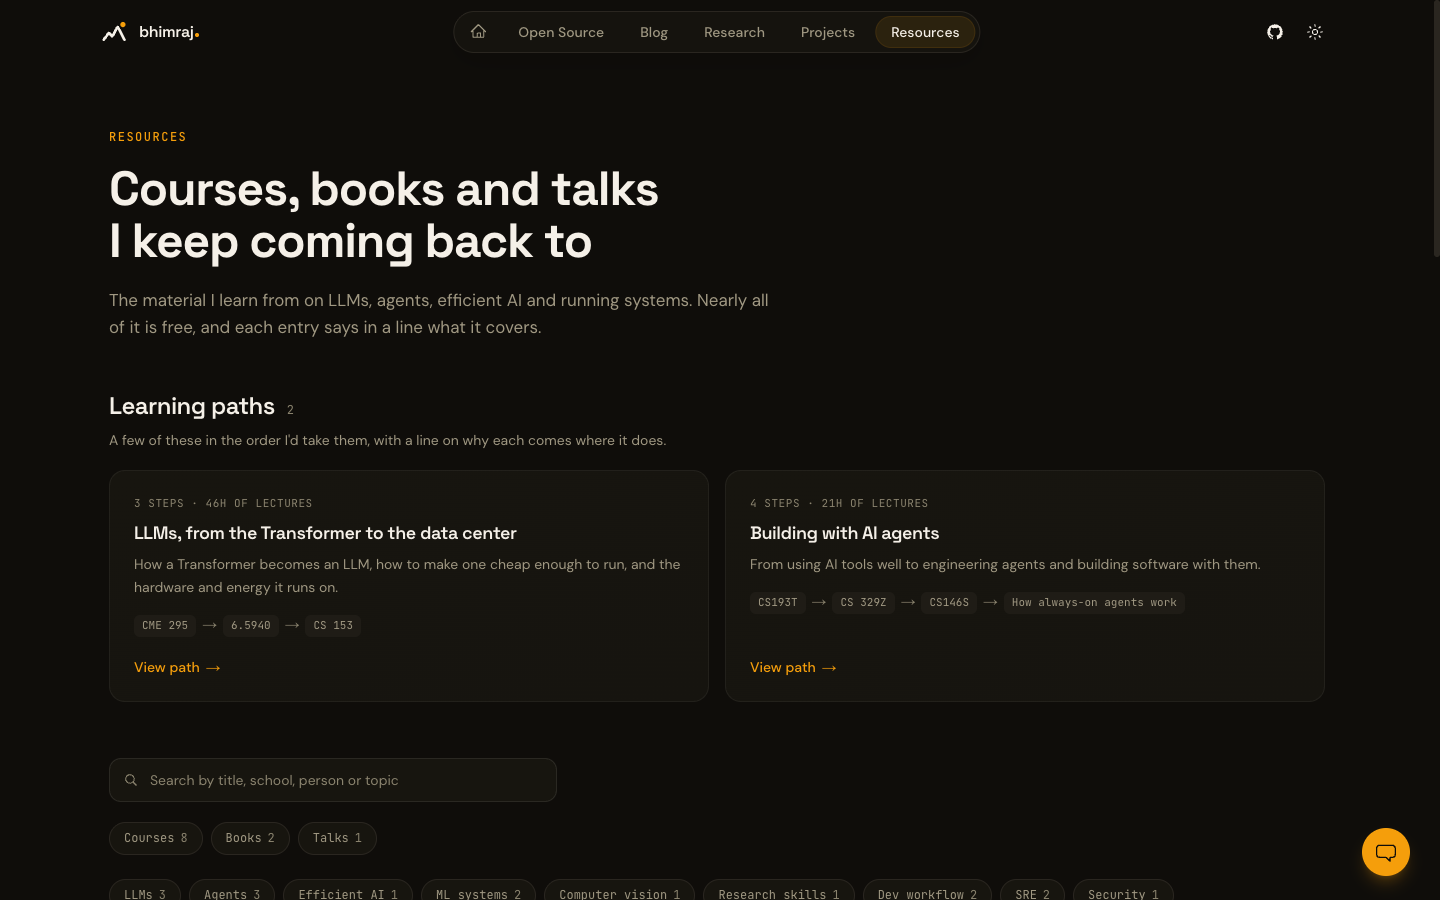 bhimraj.
Open Source
Blog
Research
Projects
Resources
RESOURCES
Courses, books and talks
I keep coming back to
The material I learn from on LLMs, agents, efficient AI and running systems. Nearly all
of it is free, and each entry says in a line what it covers.
Learning paths 2
A few of these in the order I'd take them, with a line on why each comes where it does.
3 STEPS · 46H OF LECTURES
LLMs, from the Transformer to the data center
How a Transformer becomes an LLM, how to make one cheap enough to run, and the
hardware and energy it runs on.
CME 295 → 6.5940 → CS 153
View path →
4 STEPS · 21H OF LECTURES
Building with AI agents
From using AI tools well to engineering agents and building software with them.
CS193T → CS 329Z → CS146S → How always-on agents work
View path →
Search by title, school, person or topic
Courses 8
Books 2
Talks 1
LLMs 3
Agents 3
Efficient AI 1
ML systems 2
Computer vision 1
Research skills 1
Dev workflow 2
SRE 2
Security 1